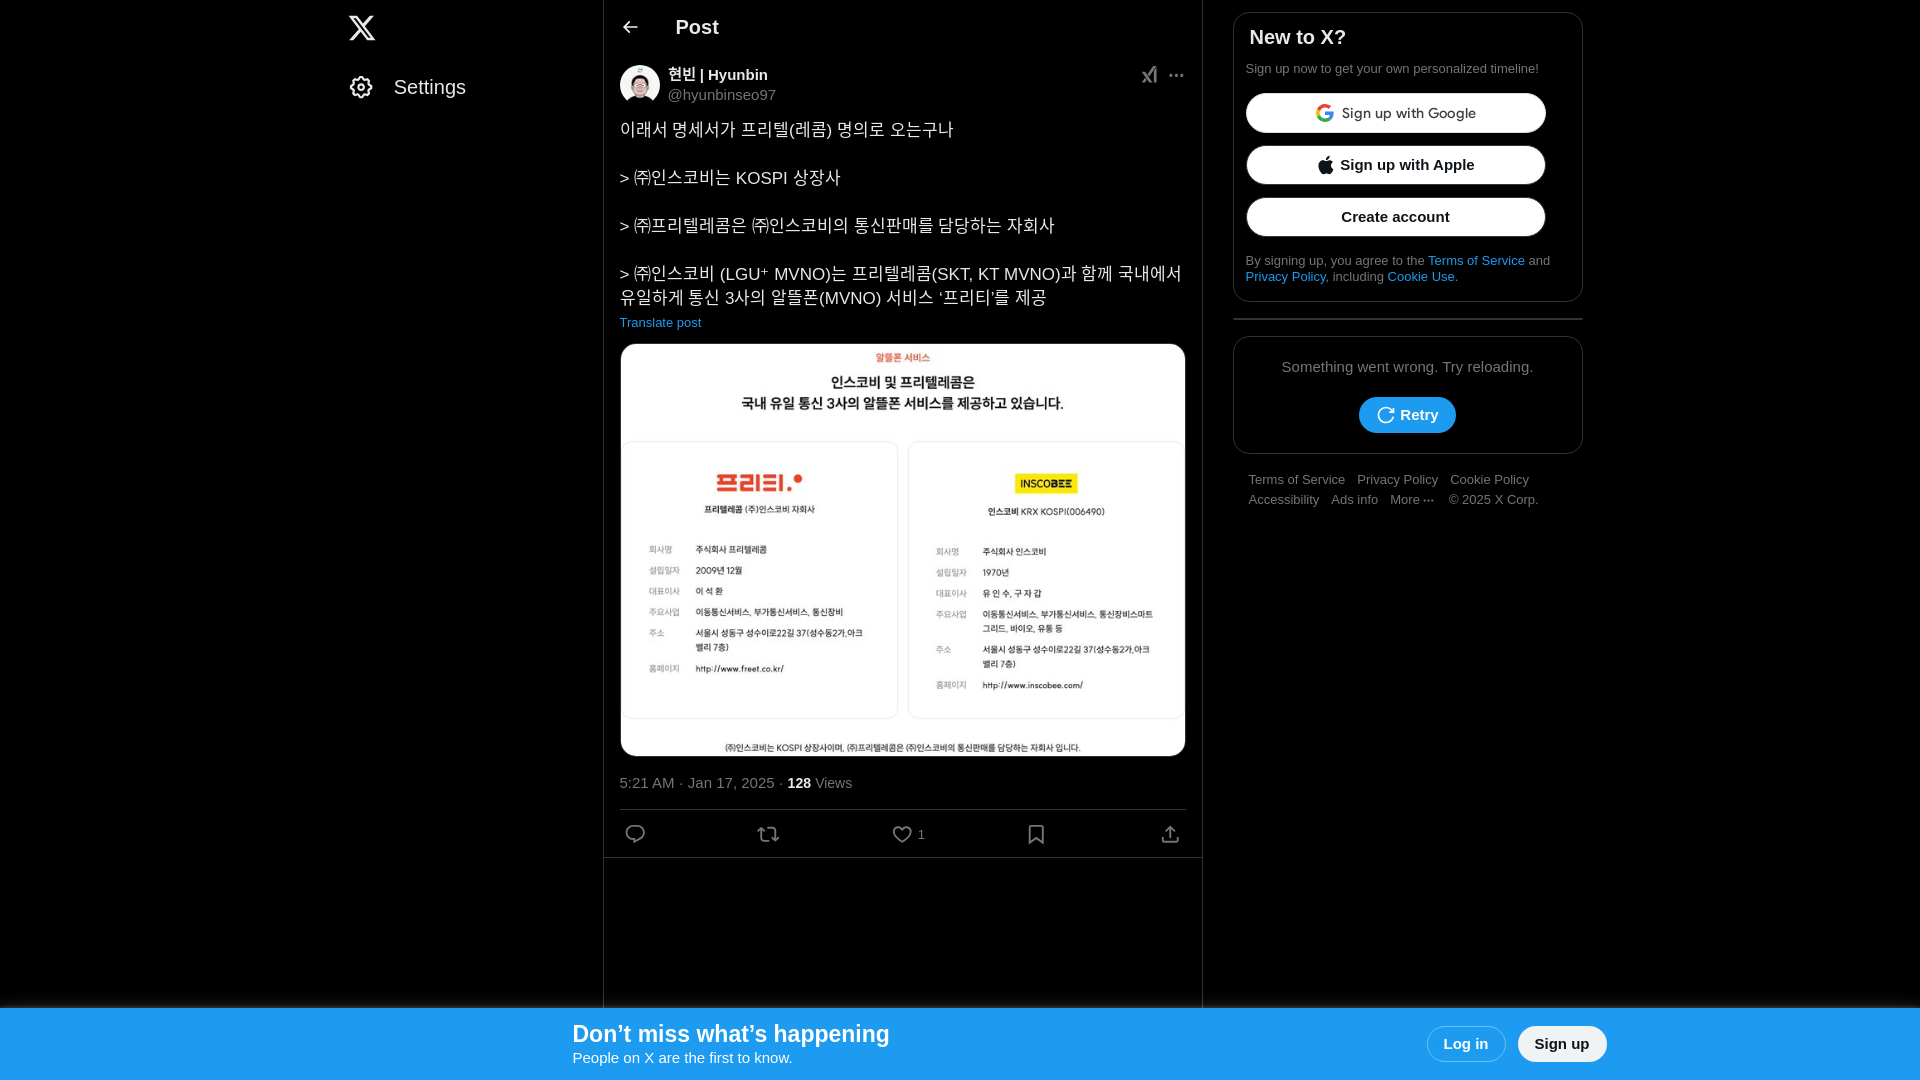 Settings
Post
현빈 | Hyunbin
@hyunbinseo97
이래서 명세서가 프리텔(레콤) 명의로 오는구나
> ㈜인스코비는 KOSPI 상장사
> ㈜프리텔레콤은 ㈜인스코비의 통신판매를 담당하는 자회사
> ㈜인스코비 (LGU⁺ MVNO)는 프리텔레콤(SKT, KT MVNO)과 함께 국내에서
유일하게 통신 3사의 알뜰폰(MVNO) 서비스 ‘프리티’를 제공
Translate post
알뜰폰 서비스
인스코비 및 프리텔레콤은
국내 유일 통신 3사의 알뜰폰 서비스를 제공하고 있습니다.
프리티
프리텔레콤 (주)인스코비 자회사
회사명 주식회사 프리텔레콤
설립일자 2009년 12월
대표이사 이 석 환
주요사업 이동통신서비스, 부가통신서비스, 통신장비
주소 서울시 성동구 성수이로22길 37(성수동2가,아크
밸리 7층)
홈페이지 http://www.freet.co.kr/
INSCOBEE
인스코비 KRX KOSPI(006490)
회사명 주식회사 인스코비
설립일자 1970년
대표이사 유 인 수, 구 자 갑
주요사업 이동통신서비스, 부가통신서비스, 통신장비스마트
그리드, 바이오, 유통 등
주소 서울시 성동구 성수이로22길 37(성수동2가,아크
밸리 7층)
홈페이지 http://www.inscobee.com/
㈜인스코비는 KOSPI 상장사이며, ㈜프리텔레콤은 ㈜인스코비의 통신판매를 담당하는 자회사 입니다.
5:21 AM · Jan 17, 2025 · 128 Views
1
New to X?
Sign up now to get your own personalized timeline!
Sign up with Google
Sign up with Apple
Create account
By signing up, you agree to the Terms of Service and
Privacy Policy, including Cookie Use.
Something went wrong. Try reloading.
Retry
Terms of Service Privacy Policy Cookie Policy
Accessibility Ads info More ··· © 2025 X Corp.
Don’t miss what’s happening
People on X are the first to know.
Log in
Sign up